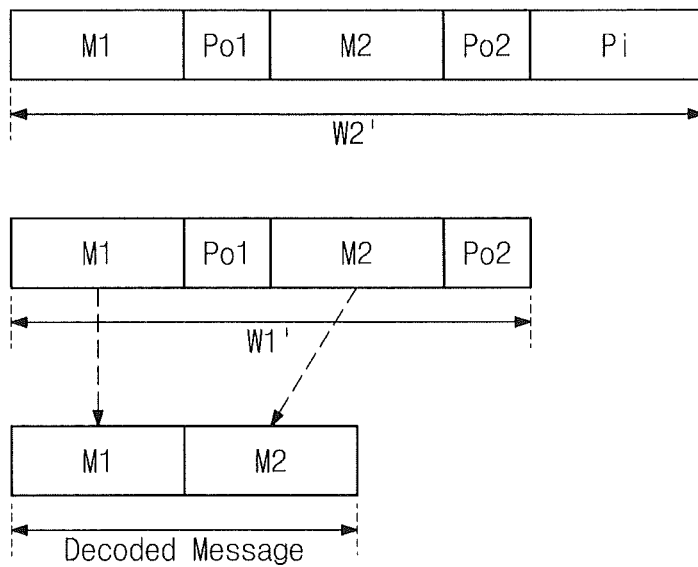 M1 Po1 M2 Po2 Pi
W2'
M1 Po1 M2 Po2
W1'
M1 M2
Decoded Message